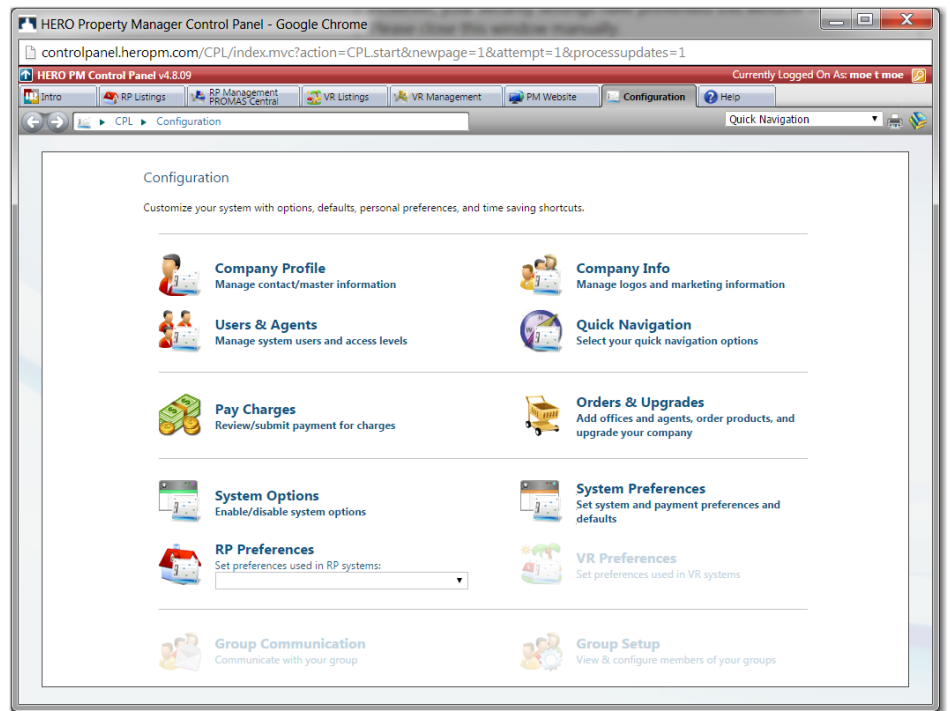 HERO Property Manager Control Panel - Google Chrome
Please close this window manually.
controlpanel.heropm.com/CPL/index.mvc?action=CPL.start&newpage=1&attempt=1&processupdates=1
HERO PM Control Panel v4.8.09 Currently Logged On As: moe t moe
Intro RP Listings RP Management PROMAS Central VR Listings VR Management PM Website Configuration Help
CPL Configuration Quick Navigation
Configuration
Customize your system with options, defaults, personal preferences, and time saving shortcuts.
Company Profile
Manage contact/master information
Company Info
Manage logos and marketing information
Users & Agents
Manage system users and access levels
Quick Navigation
Select your quick navigation options
Pay Charges
Review/submit payment for charges
Orders & Upgrades
Add offices and agents, order products, and
upgrade your company
System Options
Enable/disable system options
System Preferences
Set system and payment preferences and
defaults
RP Preferences
Set preferences used in RP systems:
VR Preferences
Set preferences used in VR systems
Group Communication
Communicate with your group
Group Setup
View & configure members of your groups